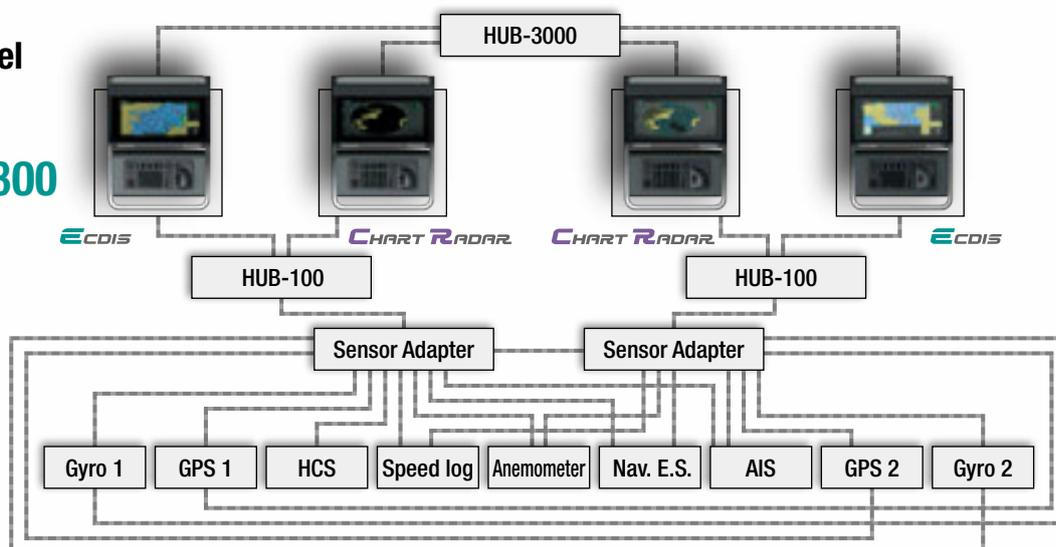 HUB-3000
el
300
ECDIS
CHART RADAR
CHART RADAR
ECDIS
HUB-100
HUB-100
Sensor Adapter
Sensor Adapter
Gyro 1
GPS 1
HCS
Speed log
Anemometer
Nav. E.S.
AIS
GPS 2
Gyro 2